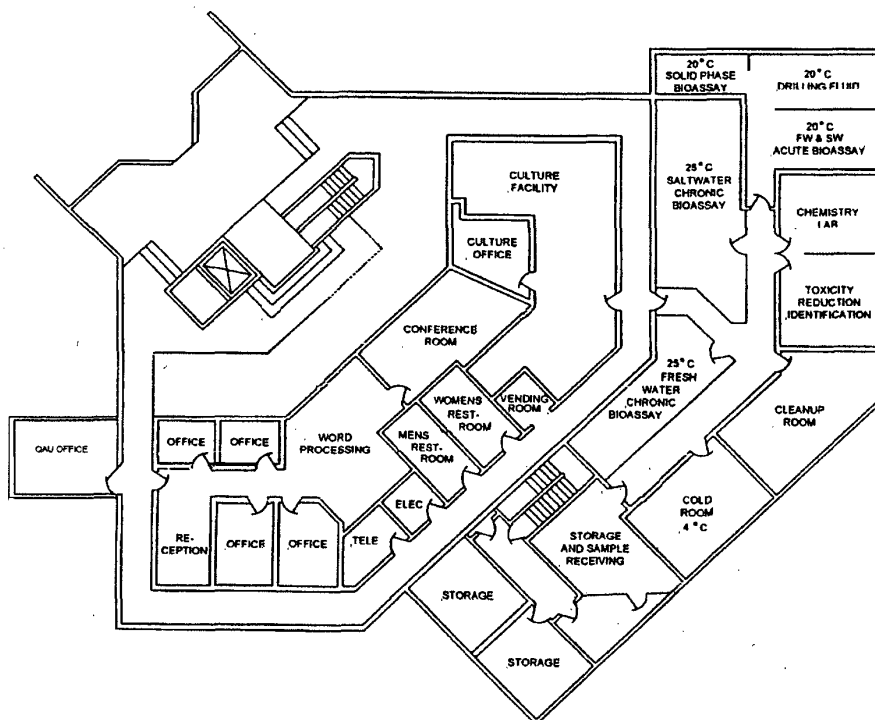 20°C
SOLID PHASE
BIOASSAY
20°C
DRILLING FLUID
20°C
FW & SW
ACUTE BIOASSAY
25°C
SALTWATER
CHRONIC
BIOASSAY
CULTURE
FACILITY
CHEMISTRY
LAB
CULTURE
OFFICE
TOXICITY
REDUCTION
IDENTIFICATION
CONFERENCE
ROOM
25°C
FRESH
WATER
CHRONIC
BIOASSAY
WOMENS
REST-
ROOM
VENDING
ROOM
CLEANUP
ROOM
QAU OFFICE
OFFICE
OFFICE
WORD
PROCESSING
MENS
REST-
ROOM
ELEC
COLD
ROOM
4°C
RE-
CEPTION
OFFICE
OFFICE
TELE
STORAGE
AND SAMPLE
RECEIVING
STORAGE
STORAGE